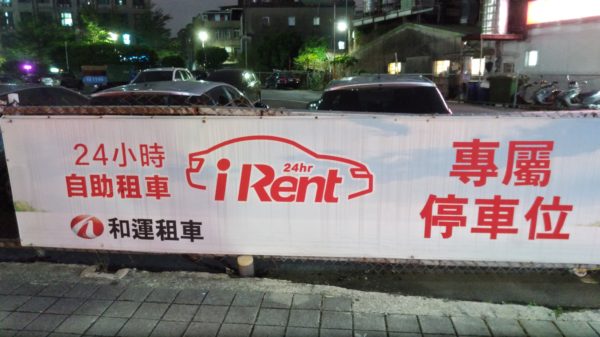 24小時
自助租車
和運租車
24hr
iRent
專屬
停車位